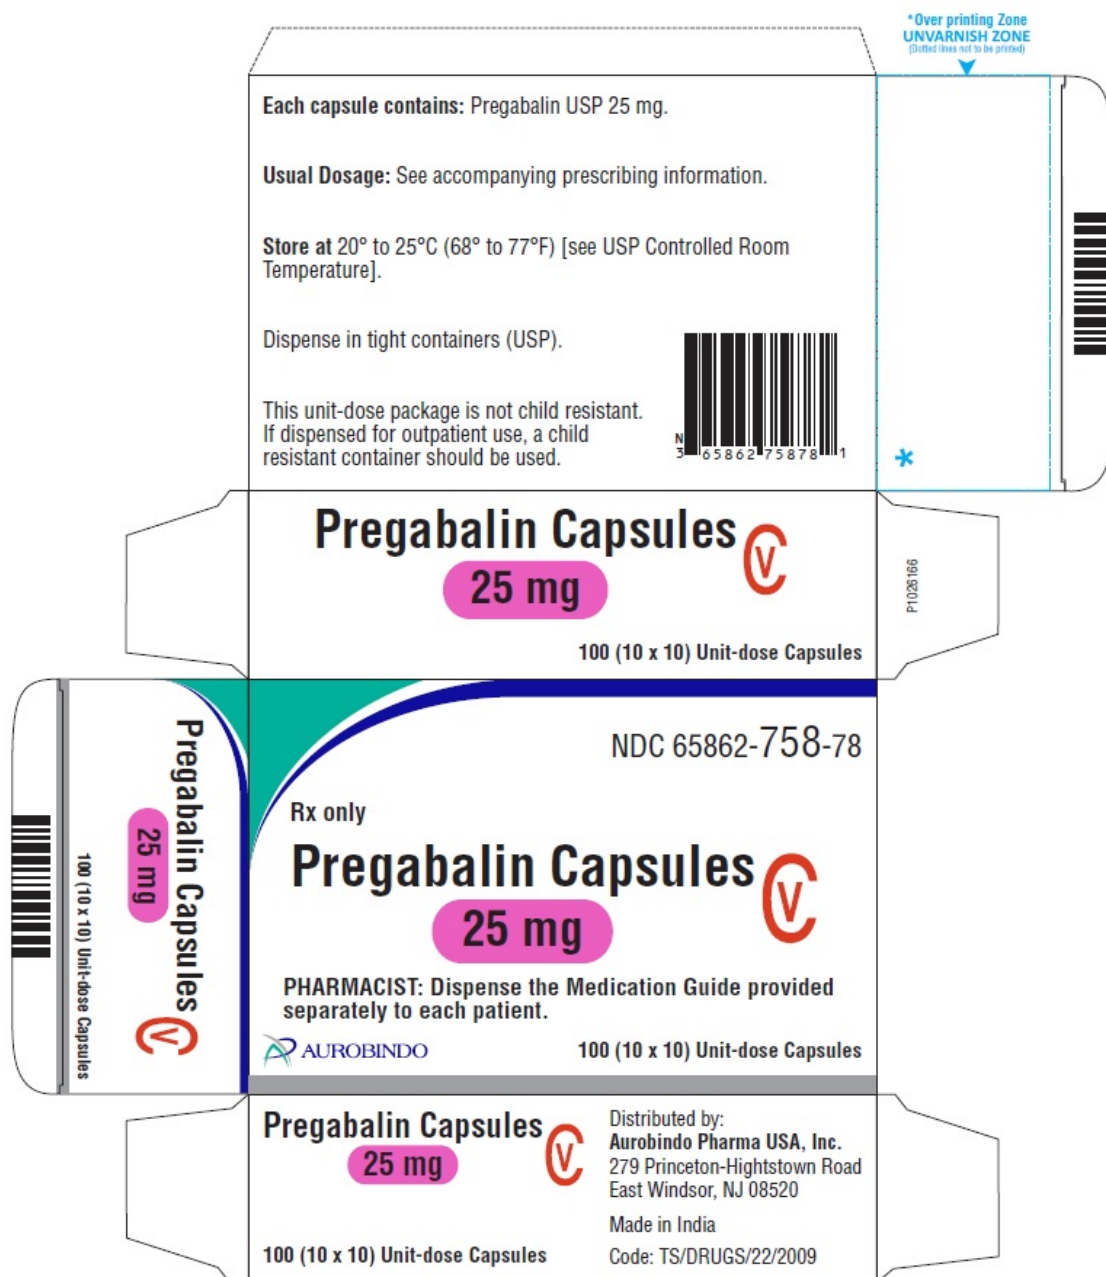 *Over printing Zone
UNVARNISH ZONE
(Dotted lines not to be printed)
Each capsule contains: Pregabalin USP 25 mg.
Usual Dosage: See accompanying prescribing information.
Store at 20° to 25°C (68° to 77°F) [see USP Controlled Room
Temperature].
Dispense in tight containers (USP).
This unit-dose package is not child resistant.
If dispensed for outpatient use, a child
resistant container should be used.
N
3 65862 75878 1
*
Pregabalin Capsules CV
25 mg
100 (10 x 10) Unit-dose Capsules
P1026166
Pregabalin Capsules CV
25 mg
100 (10 x 10) Unit-dose Capsules
NDC 65862-758-78
Rx only
Pregabalin Capsules CV
25 mg
PHARMACIST: Dispense the Medication Guide provided
separately to each patient.
AUROBINDO
100 (10 x 10) Unit-dose Capsules
Pregabalin Capsules CV
25 mg
100 (10 x 10) Unit-dose Capsules
Distributed by:
Aurobindo Pharma USA, Inc.
279 Princeton-Hightstown Road
East Windsor, NJ 08520
Made in India
Code: TS/DRUGS/22/2009